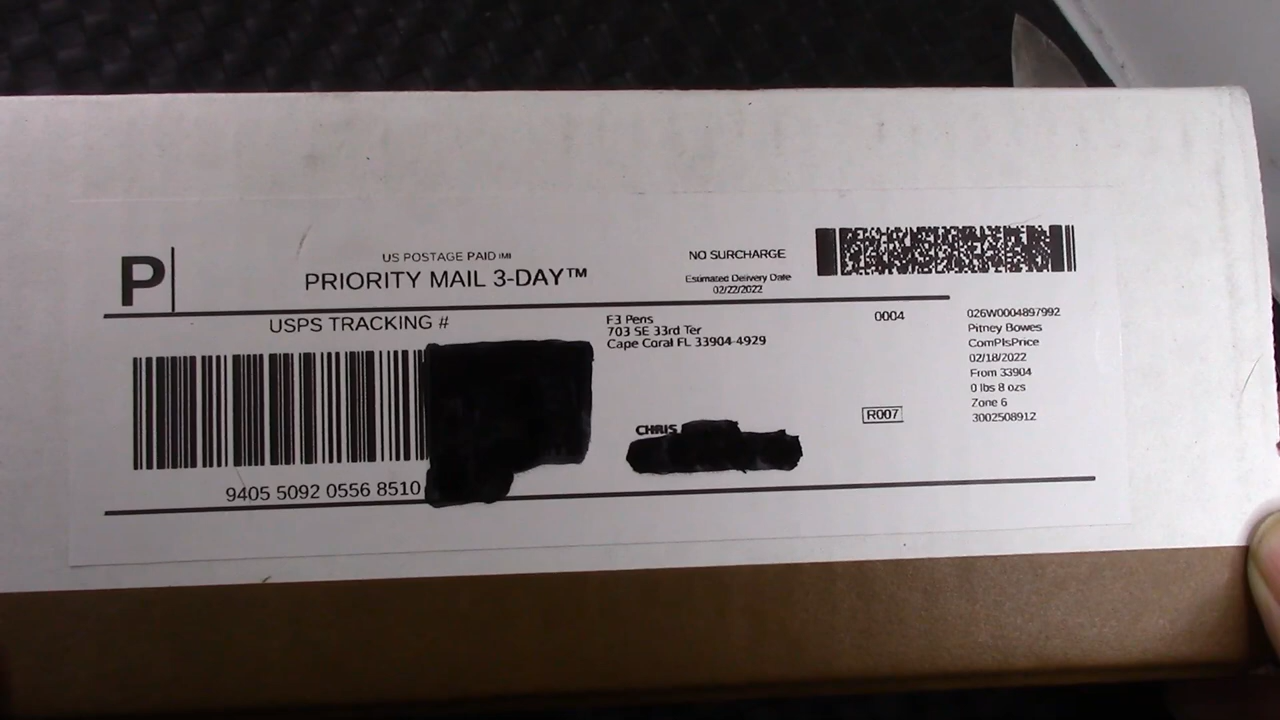 P
US POSTAGE PAID IMI
PRIORITY MAIL 3-DAY™
NO SURCHARGE
Estimated Delivery Date
02/22/2022
USPS TRACKING #
9405 5092 0556 8510
F3 Pens
703 SE 33rd Ter
Cape Coral FL 33904-4929
0004
CHRIS
R007
026W0004897992
Pitney Bowes
ComPlsPrice
02/18/2022
From 33904
0 lbs 8 ozs
Zone 6
3002508912